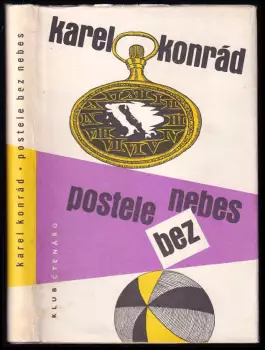 karel
konrád
postele nebes
bez
karel konrád • postele bez nebes
KLUB ČTENÁŘŮ